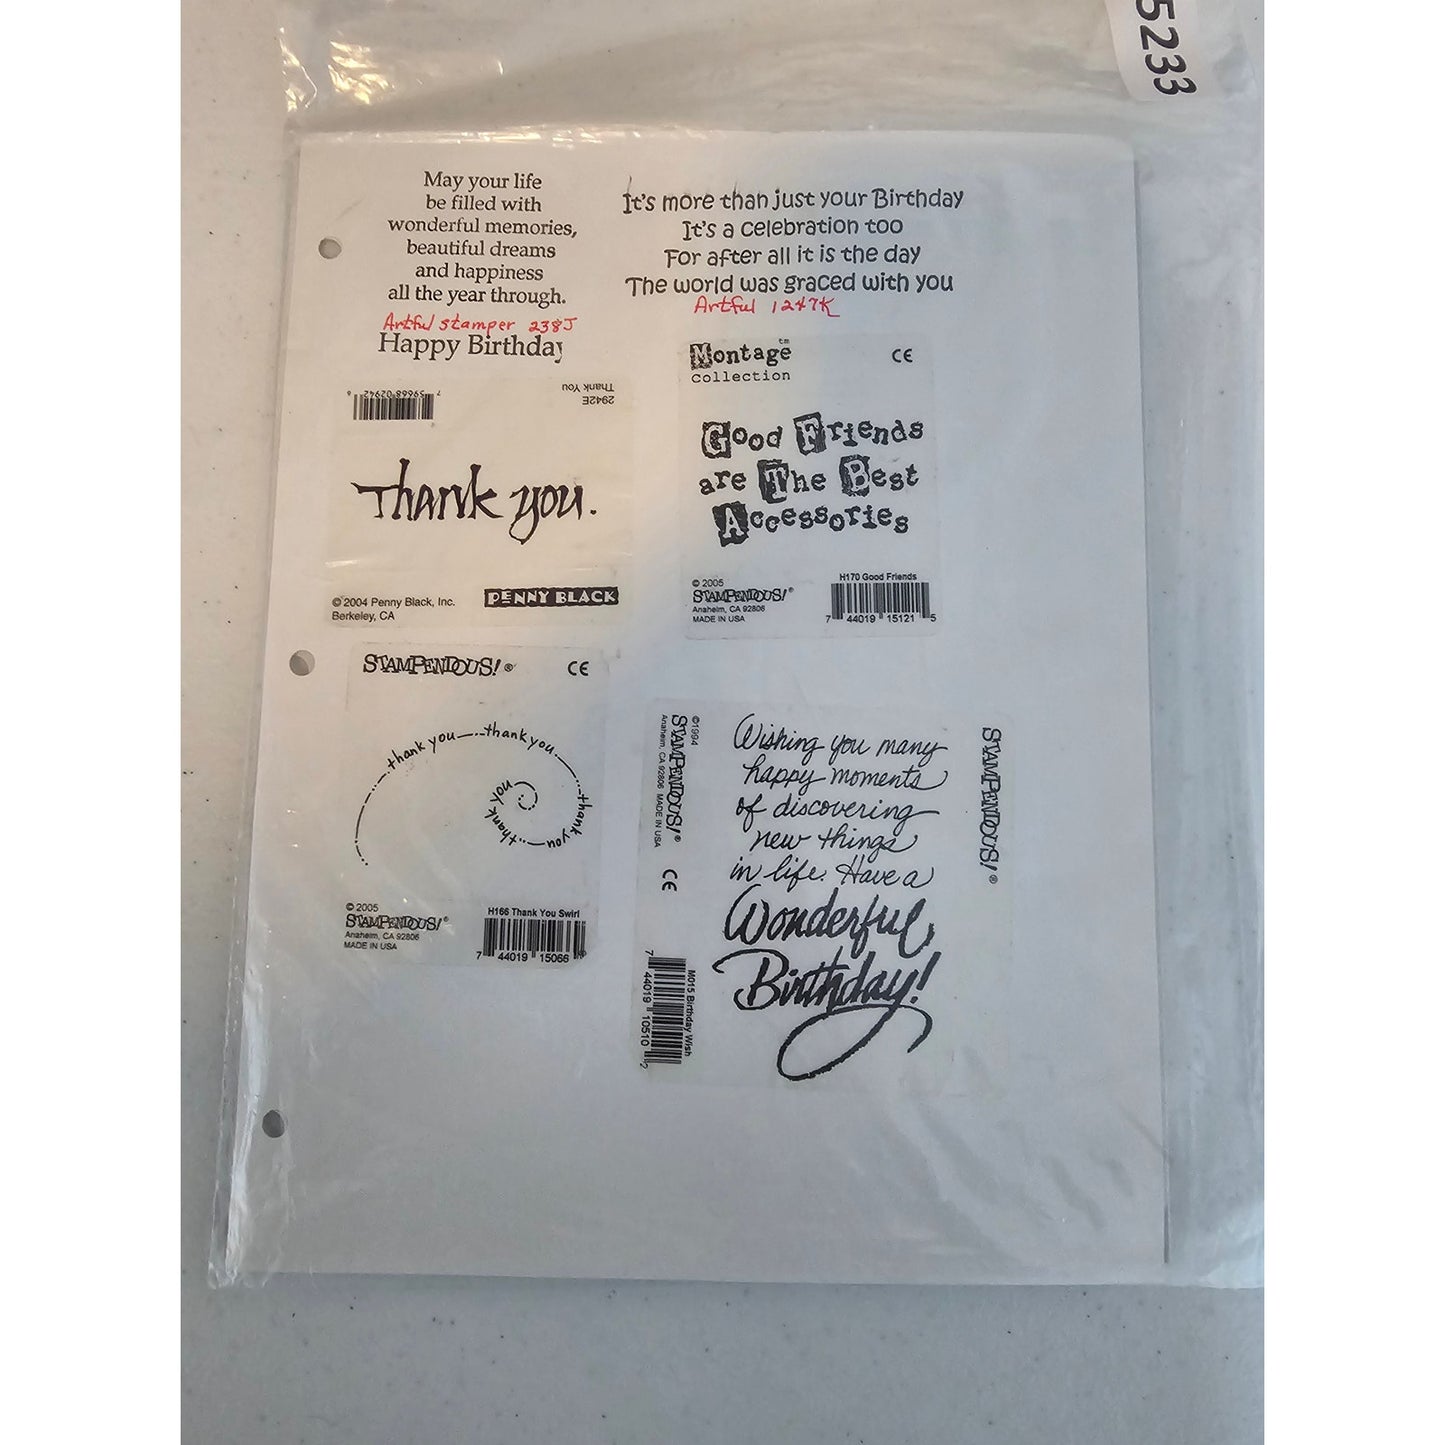 5233
May your life
be filled with
wonderful memories,
beautiful dreams
and happiness
all the year through.
Artful stamper 238J
Happy Birthday
It's more than just your Birthday
It's a celebration too
For after all it is the day
The world was graced with you
Artful 1247K
7 59668 02942 8
Thank You
2942E
Thank you.
© 2004 Penny Black, Inc.
Berkeley, CA
PENNY BLACK
Montage™
collection
CE
Good Friends
are The Best
Accessories
© 2005
STAMPENDOUS!®
Anaheim, CA 92806
MADE IN USA
H170 Good Friends
7 44019 15121 5
STAMPENDOUS!®
CE
thank you
thank you
thank you
thank you
© 2005
STAMPENDOUS!®
Anaheim, CA 92806
MADE IN USA
H166 Thank You Swirl
7 44019 15066
©1994
STAMPENDOUS!®
Anaheim, CA 92806 MADE IN USA
CE
M015 Birthday Wish
7 44019 10510 2
Wishing you many
happy moments
of discovering
new things
in life. Have a
Wonderful
Birthday!
STAMPENDOUS!®